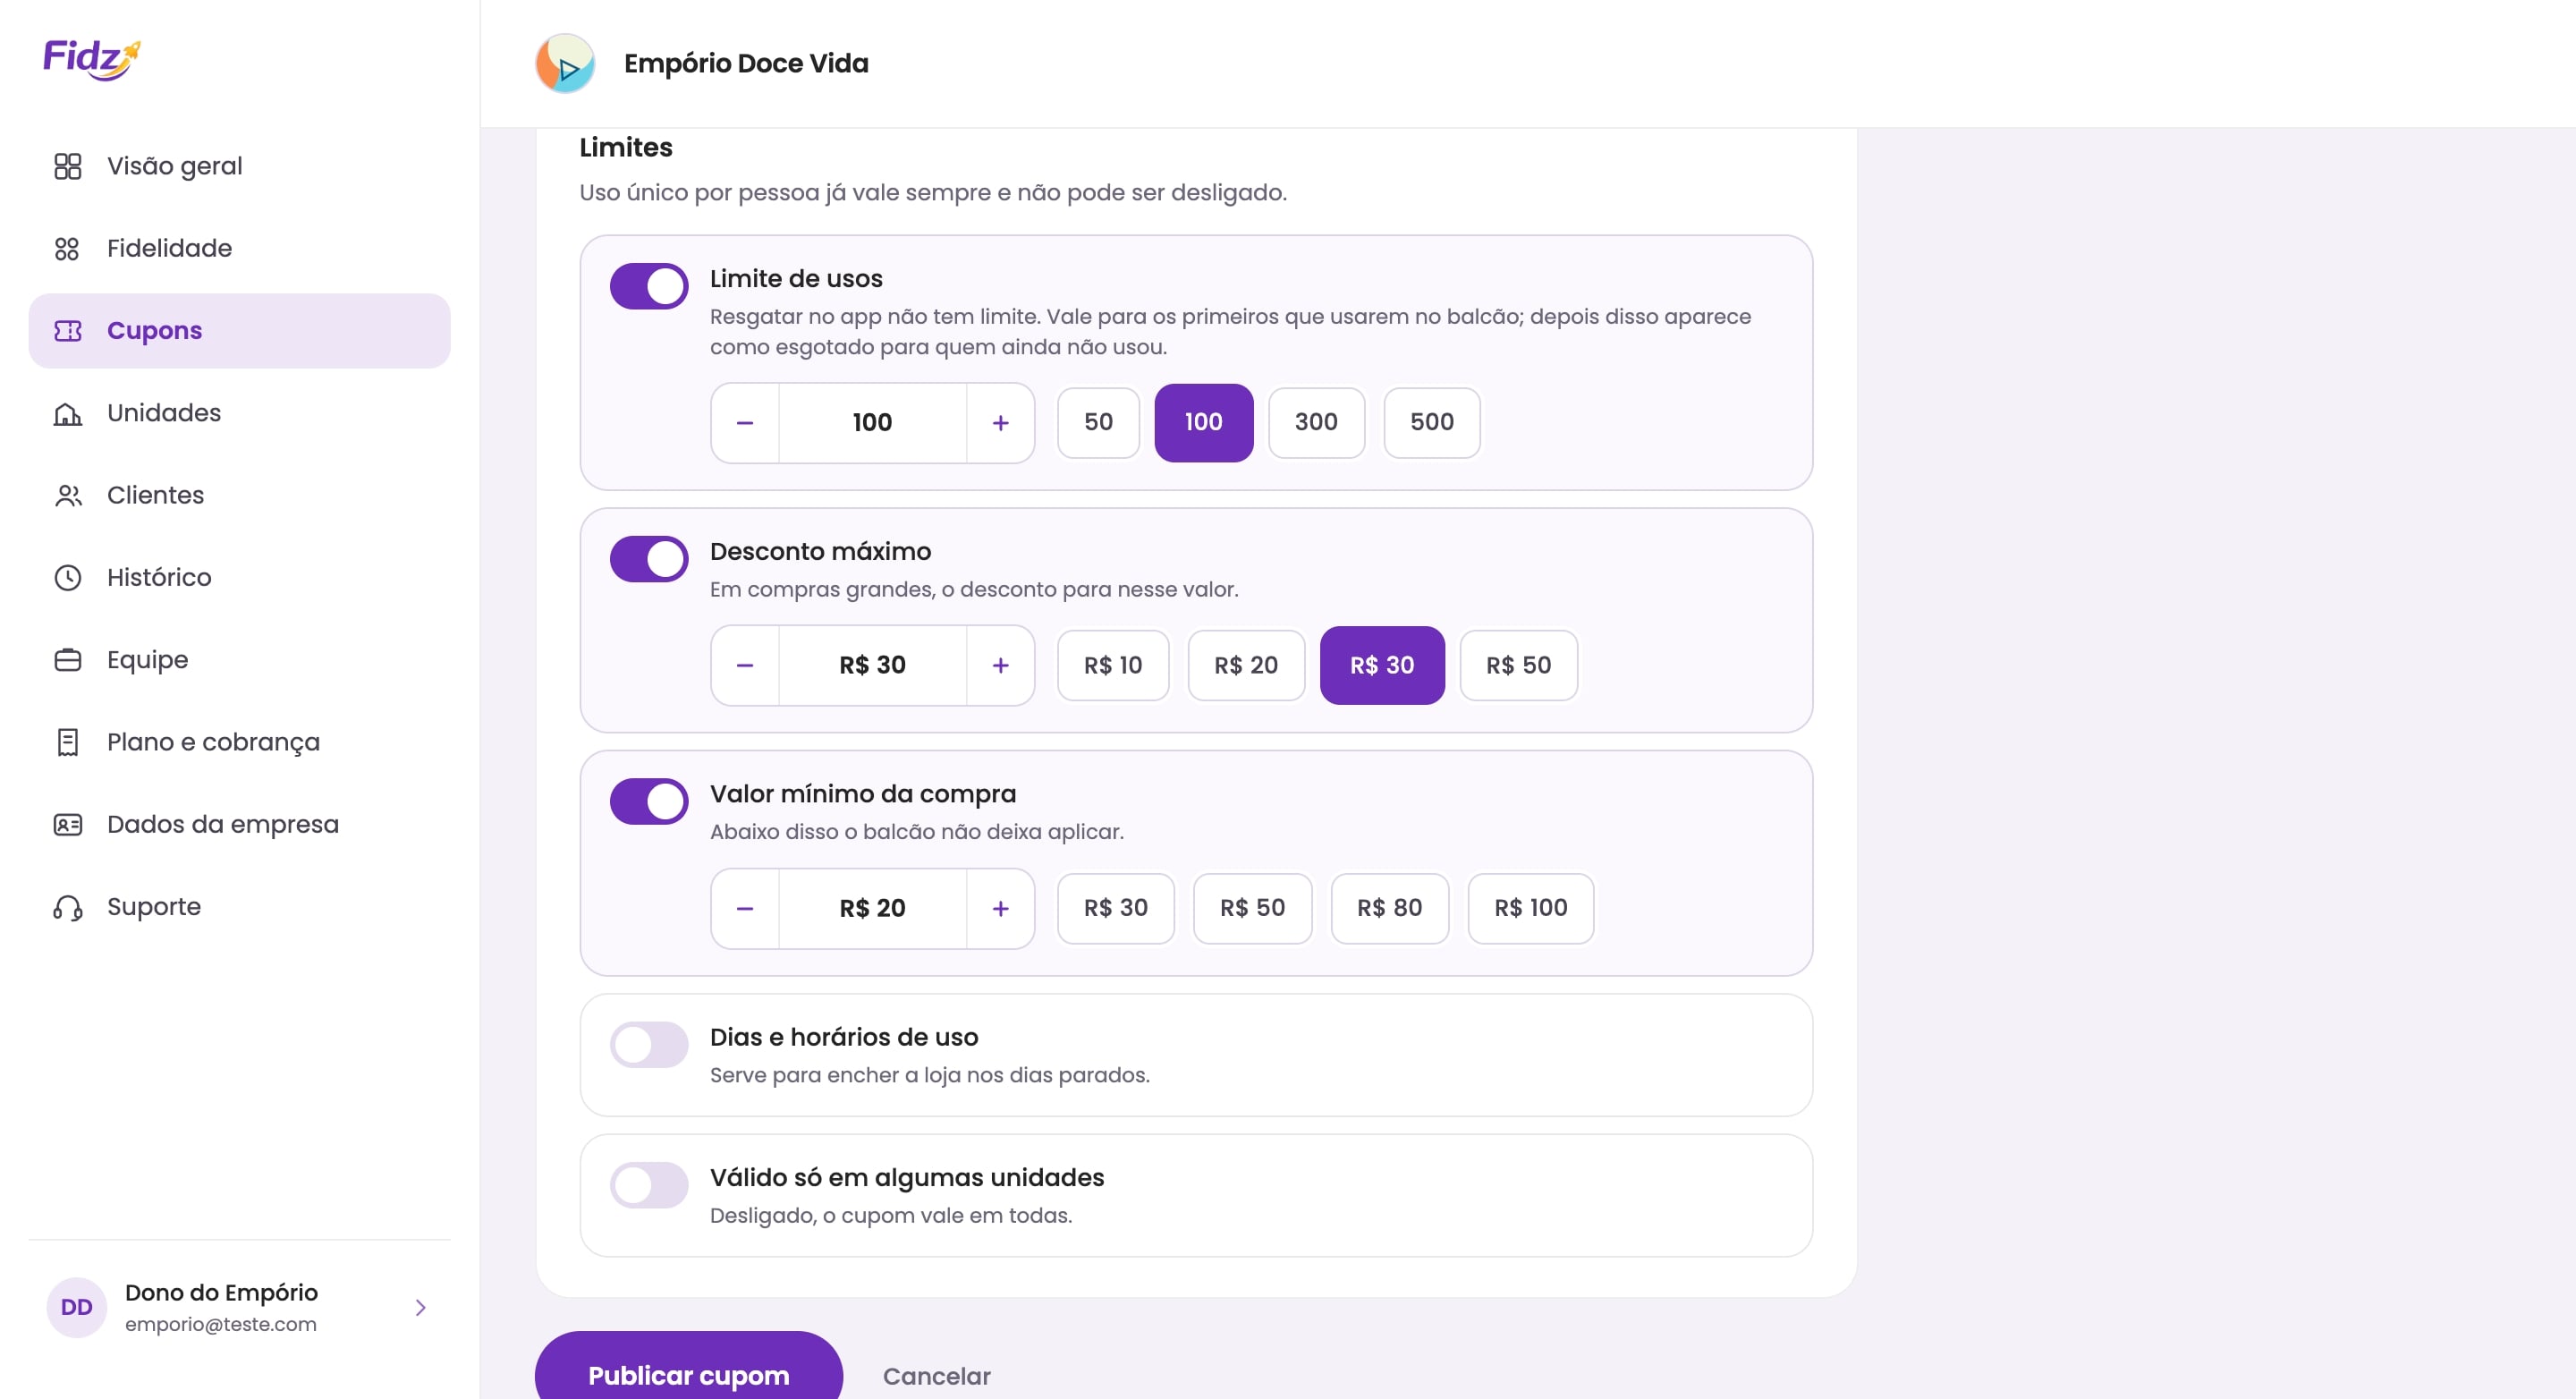 Fidz
Empório Doce Vida
Visão geral
Fidelidade
Cupons
Unidades
Clientes
Histórico
Equipe
Plano e cobrança
Dados da empresa
Suporte
DD
Dono do Empório
emporio@teste.com
Limites
Uso único por pessoa já vale sempre e não pode ser desligado.
Limite de usos
Resgatar no app não tem limite. Vale para os primeiros que usarem no balcão; depois disso aparece
como esgotado para quem ainda não usou.
− 100 + 50 100 300 500
Desconto máximo
Em compras grandes, o desconto para nesse valor.
− R$ 30 + R$ 10 R$ 20 R$ 30 R$ 50
Valor mínimo da compra
Abaixo disso o balcão não deixa aplicar.
− R$ 20 + R$ 30 R$ 50 R$ 80 R$ 100
Dias e horários de uso
Serve para encher a loja nos dias parados.
Válido só em algumas unidades
Desligado, o cupom vale em todas.
Publicar cupom Cancelar